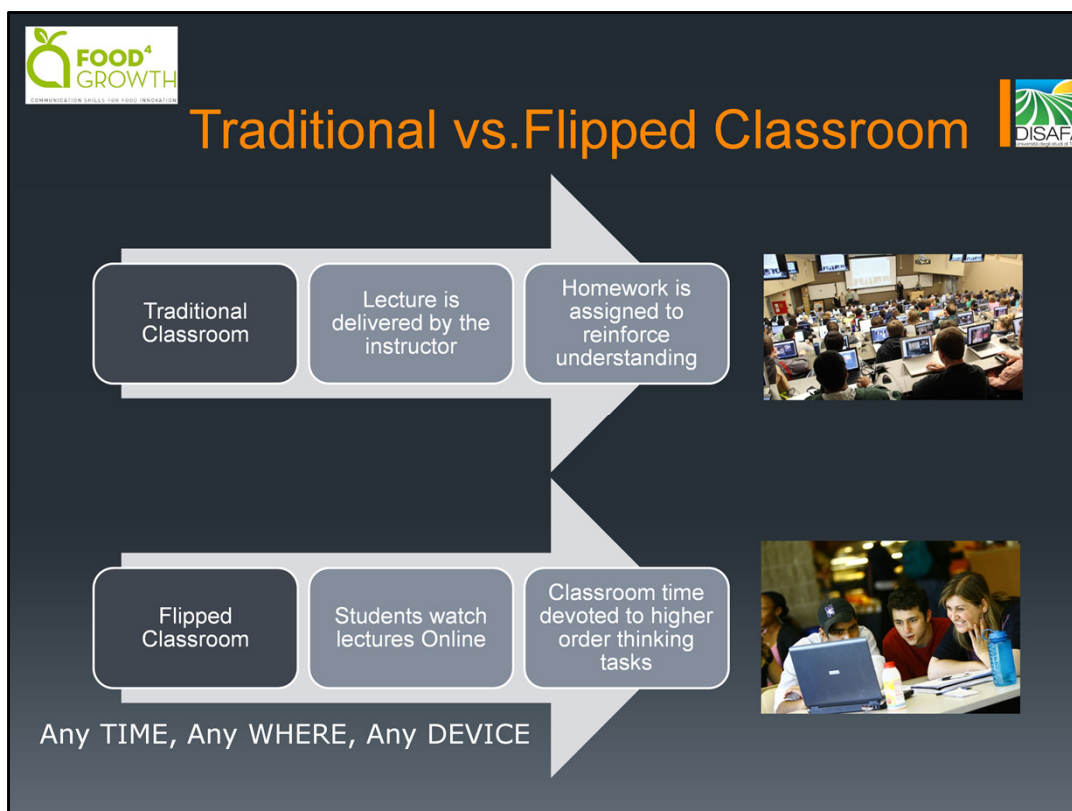 FOOD⁴
GROWTH
COMMUNICATION SKILLS FOR FOOD INNOVATION
Traditional vs.Flipped Classroom
DISAFA
Traditional
Classroom
Lecture is
delivered by the
instructor
Homework is
assigned to
reinforce
understanding
Flipped
Classroom
Students watch
lectures Online
Classroom time
devoted to higher
order thinking
tasks
Any TIME, Any WHERE, Any DEVICE